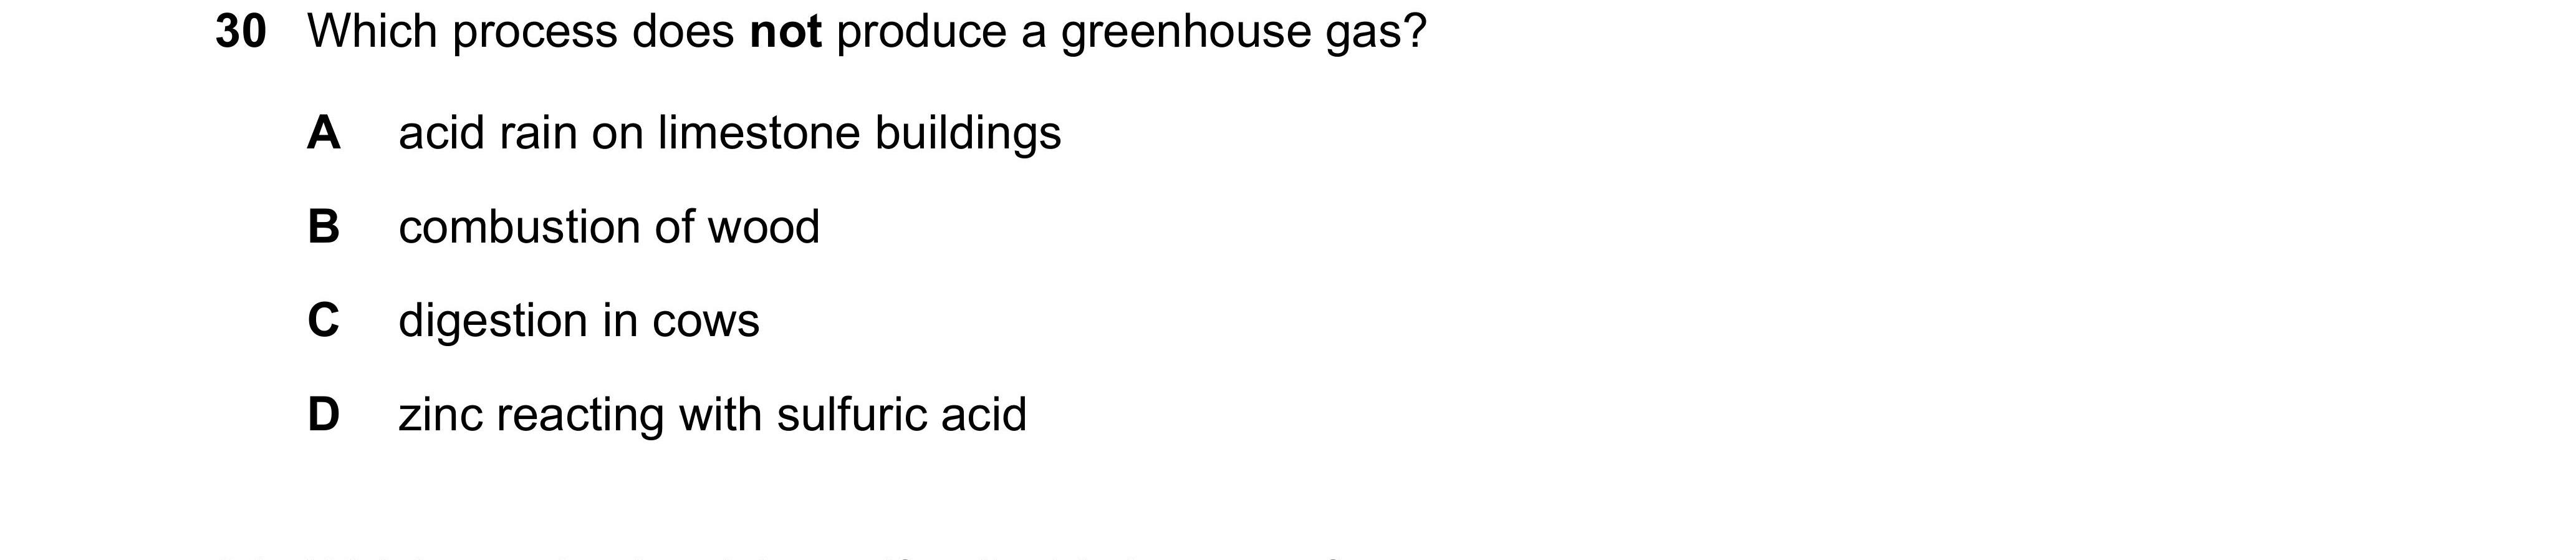 30 Which process does not produce a greenhouse gas?
A acid rain on limestone buildings
B combustion of wood
C digestion in cows
D zinc reacting with sulfuric acid